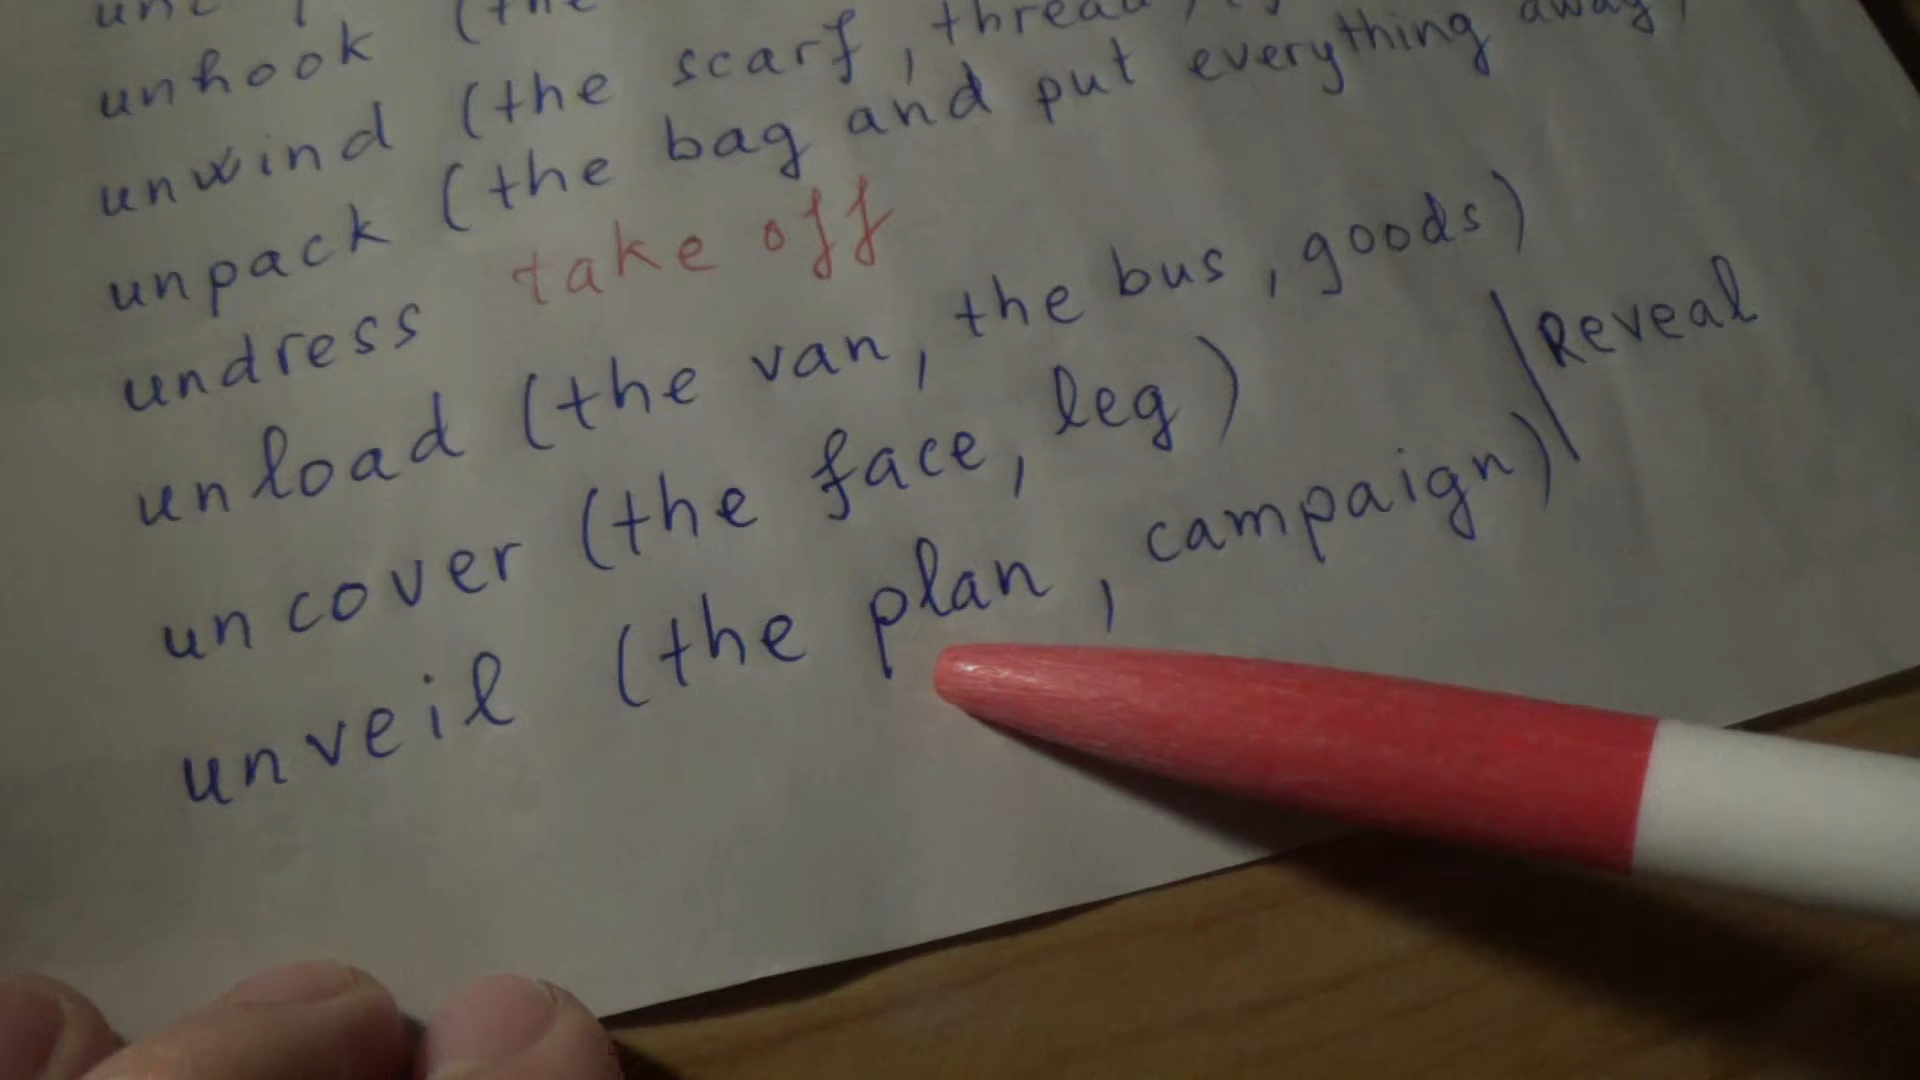 unhook (the
unwind (the scarf, thread,
unpack (the bag and put everything away,
undress take off
unload (the van, the bus, goods)
uncover (the face, leg)
unveil (the plan, campaign) Reveal